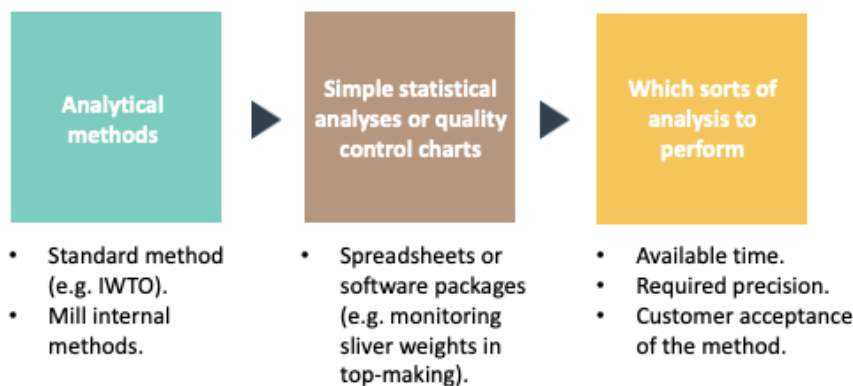 Analytical
methods
Simple statistical
analyses or quality
control charts
Which sorts of
analysis to
perform
• Standard method
(e.g. IWTO).
• Mill internal
methods.
• Spreadsheets or
software packages
(e.g. monitoring
sliver weights in
top-making).
• Available time.
• Required precision.
• Customer acceptance
of the method.